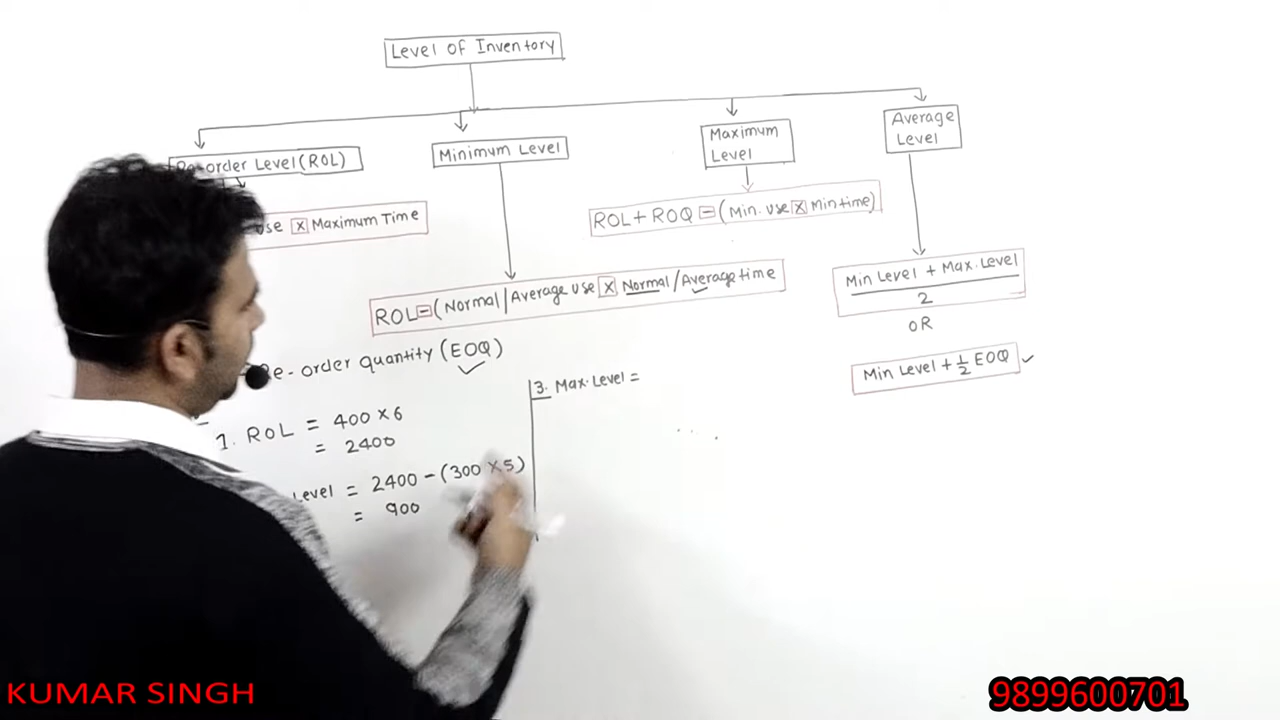 Level of Inventory
Re-order Level (ROL)
Minimum Level
Maximum
Level
Average
Level
use x Maximum Time
ROL + ROQ - (Min. use x Min time)
ROL - (Normal / Average use x Normal / Average time
Min Level + Max. Level
2
OR
Min Level + 1/2 EOQ ✓
Re-order quantity (EOQ)
1. ROL = 400 × 6
= 2400
Level = 2400 - (300 × 5)
= 900
3. Max. Level =
KUMAR SINGH
9899600701